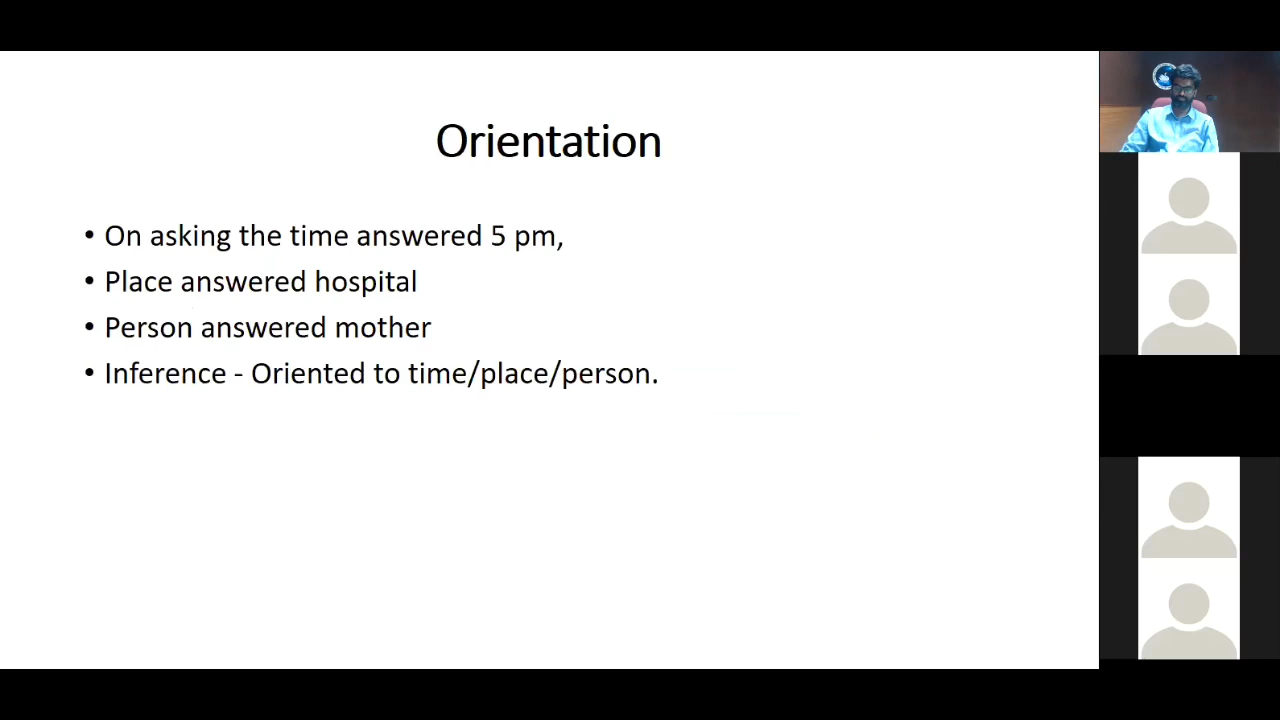 Orientation
• On asking the time answered 5 pm,
• Place answered hospital
• Person answered mother
• Inference - Oriented to time/place/person.